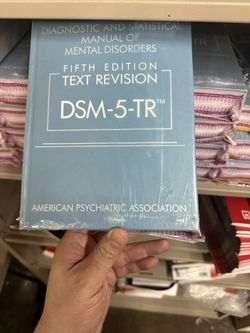 DIAGNOSTIC AND STATISTICAL
MANUAL OF
MENTAL DISORDERS
FIFTH EDITION
TEXT REVISION
DSM-5-TR™
AMERICAN PSYCHIATRIC ASSOCIATION